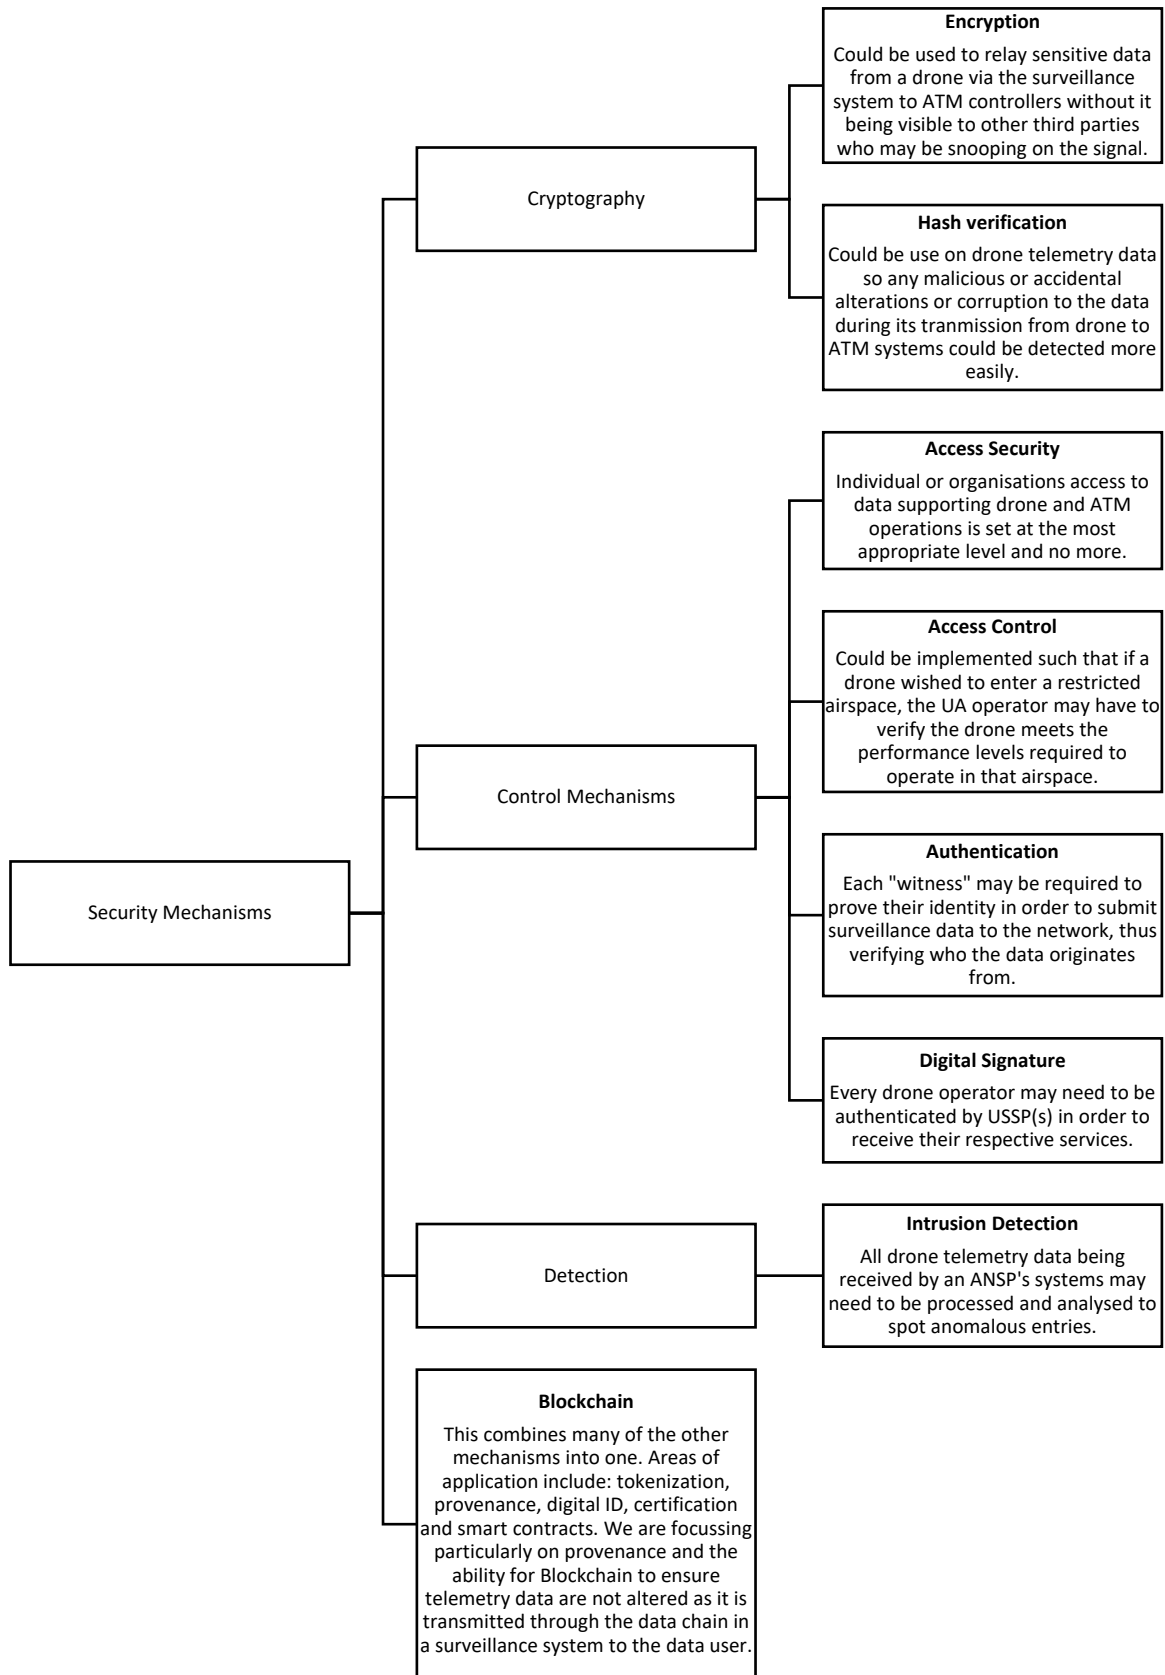 Security Mechanisms
Cryptography
Encryption
Could be used to relay sensitive data
from a drone via the surveillance
system to ATM controllers without it
being visible to other third parties
who may be snooping on the signal.
Hash verification
Could be use on drone telemetry data
so any malicious or accidental
alterations or corruption to the data
during its tranmission from drone to
ATM systems could be detected more
easily.
Control Mechanisms
Access Security
Individual or organisations access to
data supporting drone and ATM
operations is set at the most
appropriate level and no more.
Access Control
Could be implemented such that if a
drone wished to enter a restricted
airspace, the UA operator may have to
verify the drone meets the
performance levels required to
operate in that airspace.
Authentication
Each "witness" may be required to
prove their identity in order to submit
surveillance data to the network, thus
verifying who the data originates
from.
Digital Signature
Every drone operator may need to be
authenticated by USSP(s) in order to
receive their respective services.
Detection
Intrusion Detection
All drone telemetry data being
received by an ANSP's systems may
need to be processed and analysed to
spot anomalous entries.
Blockchain
This combines many of the other
mechanisms into one. Areas of
application include: tokenization,
provenance, digital ID, certification
and smart contracts. We are focussing
particularly on provenance and the
ability for Blockchain to ensure
telemetry data are not altered as it is
transmitted through the data chain in
a surveillance system to the data user.